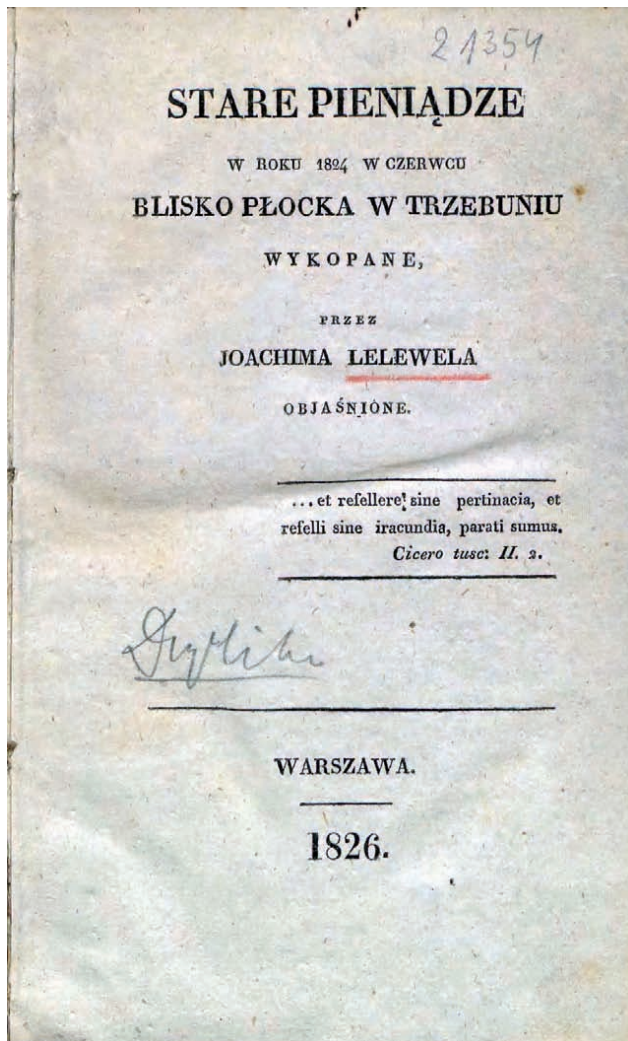 21354
STARE PIENIĄDZE
W ROKU 1824 W CZERWCU
BLISKO PŁOCKA W TRZEBUNIU
WYKOPANE,
PRZEZ
JOACHIMA LELEWELA
OBJAŚNIONE.
...et refellere sine pertinacia, et
refelli sine iracundia, parati sumus.
Cicero tusc: II. 2.
WARSZAWA.
1826.